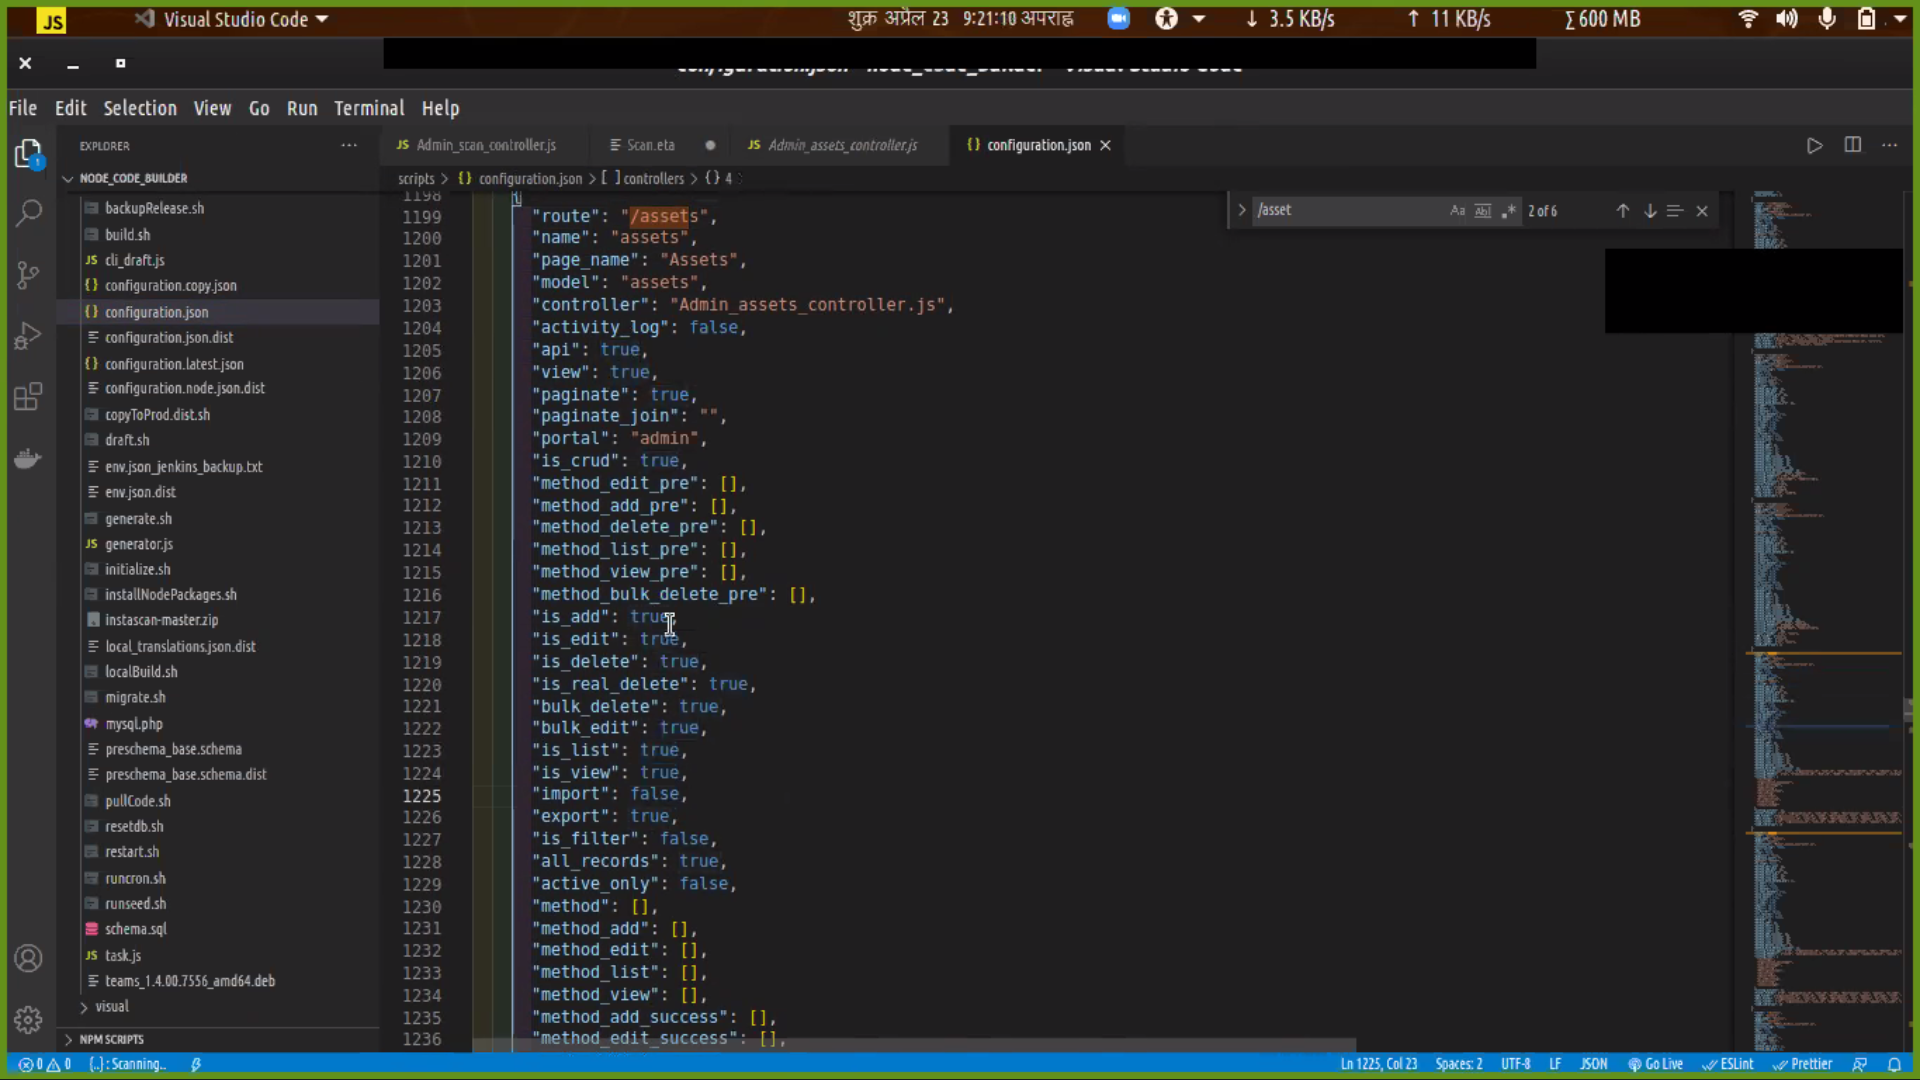 JS Visual Studio Code शुक्र अप्रैल 23 9:21:10 अपराह्न ↓ 3.5 KB/s ↑ 11 KB/s ∑ 600 MB
File Edit Selection View Go Run Terminal Help
EXPLORER ···
JS Admin_scan_controller.js Scan.eta JS Admin_assets_controller.js {} configuration.json
NODE_CODE_BUILDER
scripts > {} configuration.json > [ ] controllers > {} 4
backupRelease.sh
build.sh
JS cli_draft.js
{} configuration.copy.json
{} configuration.json
configuration.json.dist
{} configuration.latest.json
configuration.node.json.dist
copyToProd.dist.sh
draft.sh
env.json_jenkins_backup.txt
env.json.dist
generate.sh
JS generator.js
initialize.sh
installNodePackages.sh
instascan-master.zip
local_translations.json.dist
localBuild.sh
migrate.sh
mysql.php
preschema_base.schema
preschema_base.schema.dist
pullCode.sh
resetdb.sh
restart.sh
runcron.sh
runseed.sh
schema.sql
JS task.js
teams_1.4.00.7556_amd64.deb
> visual
> NPM SCRIPTS
/asset Aa Abl .* 2 of 6
1198 {
1199 "route": "/assets",
1200 "name": "assets",
1201 "page_name": "Assets",
1202 "model": "assets",
1203 "controller": "Admin_assets_controller.js",
1204 "activity_log": false,
1205 "api": true,
1206 "view": true,
1207 "paginate": true,
1208 "paginate_join": "",
1209 "portal": "admin",
1210 "is_crud": true,
1211 "method_edit_pre": [],
1212 "method_add_pre": [],
1213 "method_delete_pre": [],
1214 "method_list_pre": [],
1215 "method_view_pre": [],
1216 "method_bulk_delete_pre": [],
1217 "is_add": true,
1218 "is_edit": true,
1219 "is_delete": true,
1220 "is_real_delete": true,
1221 "bulk_delete": true,
1222 "bulk_edit": true,
1223 "is_list": true,
1224 "is_view": true,
1225 "import": false,
1226 "export": true,
1227 "is_filter": false,
1228 "all_records": true,
1229 "active_only": false,
1230 "method": [],
1231 "method_add": [],
1232 "method_edit": [],
1233 "method_list": [],
1234 "method_view": [],
1235 "method_add_success": [],
1236 "method_edit_success": [],
0 0 {..}: Scanning.. Ln 1225, Col 23 Spaces: 2 UTF-8 LF JSON Go Live ESLint Prettier